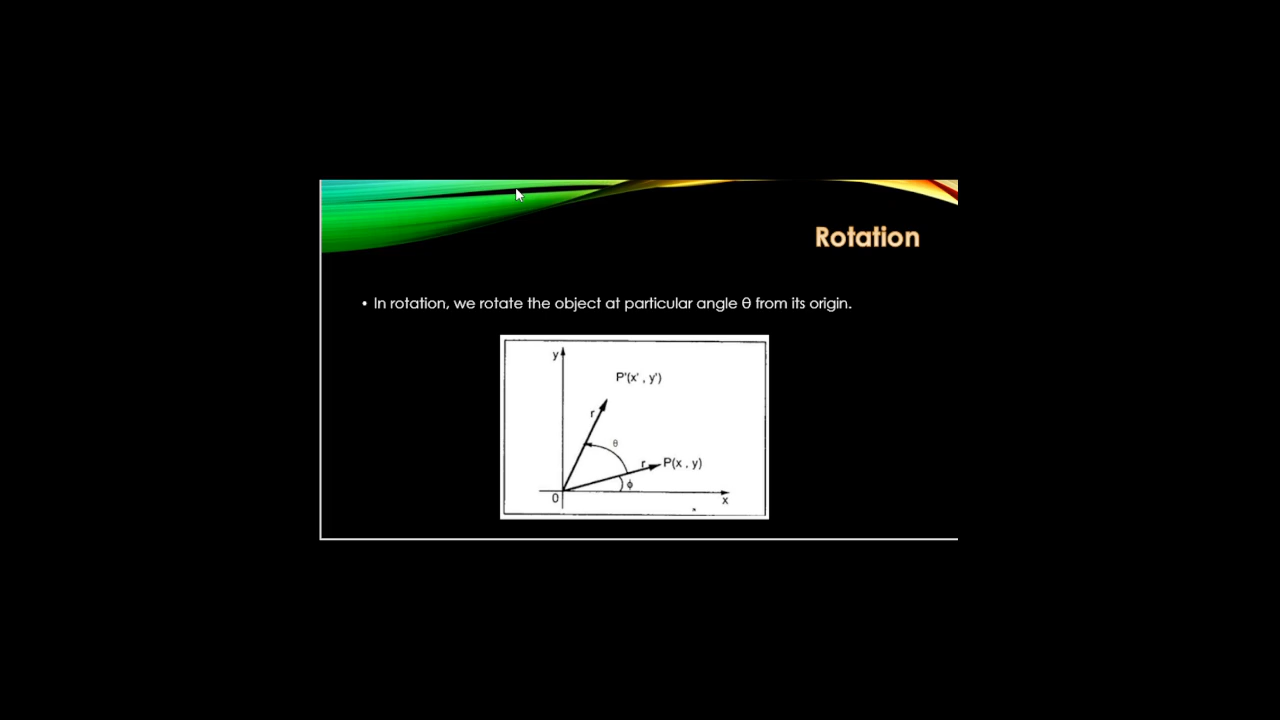 Rotation
• In rotation, we rotate the object at particular angle θ from its origin.
y
P'(x' , y')
r
θ
r
P(x , y)
ϕ
0
x